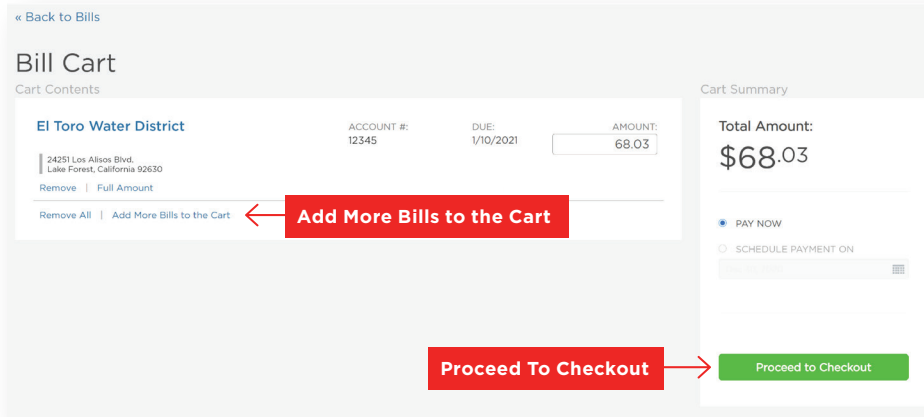 « Back to Bills
Bill Cart
Cart Contents
Cart Summary
El Toro Water District
ACCOUNT #:
12345
DUE:
1/10/2021
AMOUNT:
68.03
24251 Los Alisos Blvd.
Lake Forest, California 92630
Remove | Full Amount
Remove All | Add More Bills to the Cart
Add More Bills to the Cart
Total Amount:
$68.03
PAY NOW
SCHEDULE PAYMENT ON
Proceed To Checkout
Proceed to Checkout